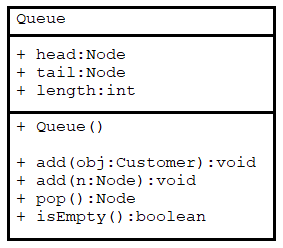 Queue
+ head:Node
+ tail:Node
+ length:int
+ Queue()
+ add(obj:Customer):void
+ add(n:Node):void
+ pop():Node
+ isEmpty():boolean